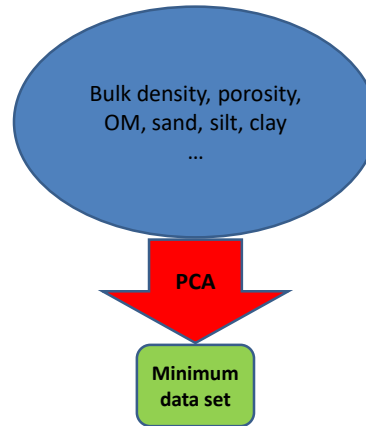 Bulk density, porosity,
OM, sand, silt, clay
…
PCA
Minimum
data set